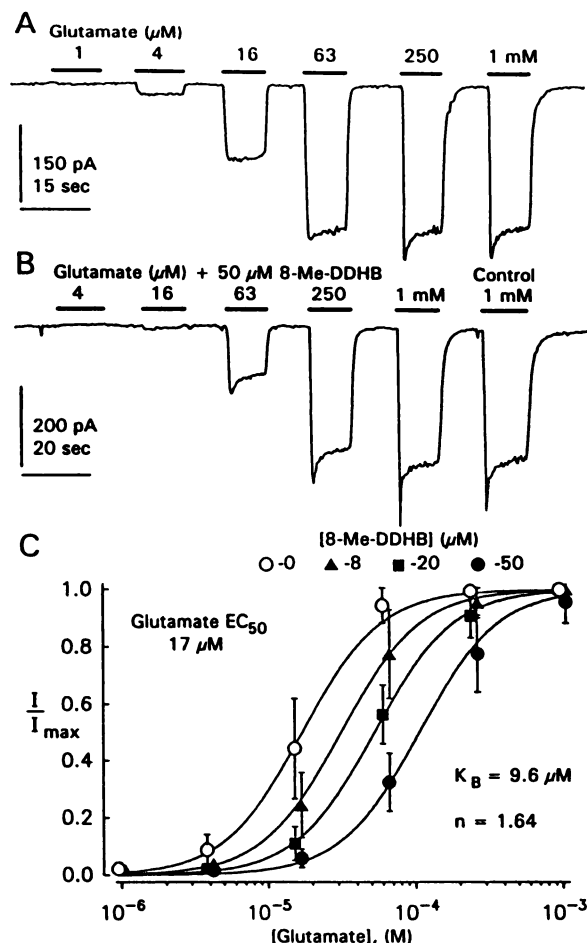 A
Glutamate (μM)
1 4 16 63 250 1 mM
150 pA
15 sec
B
Glutamate (μM) + 50 μM 8-Me-DDHB Control
4 16 63 250 1 mM 1 mM
200 pA
20 sec
C
[8-Me-DDHB] (μM)
-0 -8 -20 -50
1.0
Glutamate EC50
17 μM
0.8
I
Imax
0.6
0.4
KB = 9.6 μM
0.2
n = 1.64
0.0
10⁻⁶ 10⁻⁵ 10⁻⁴ 10⁻³
[Glutamate], (M)